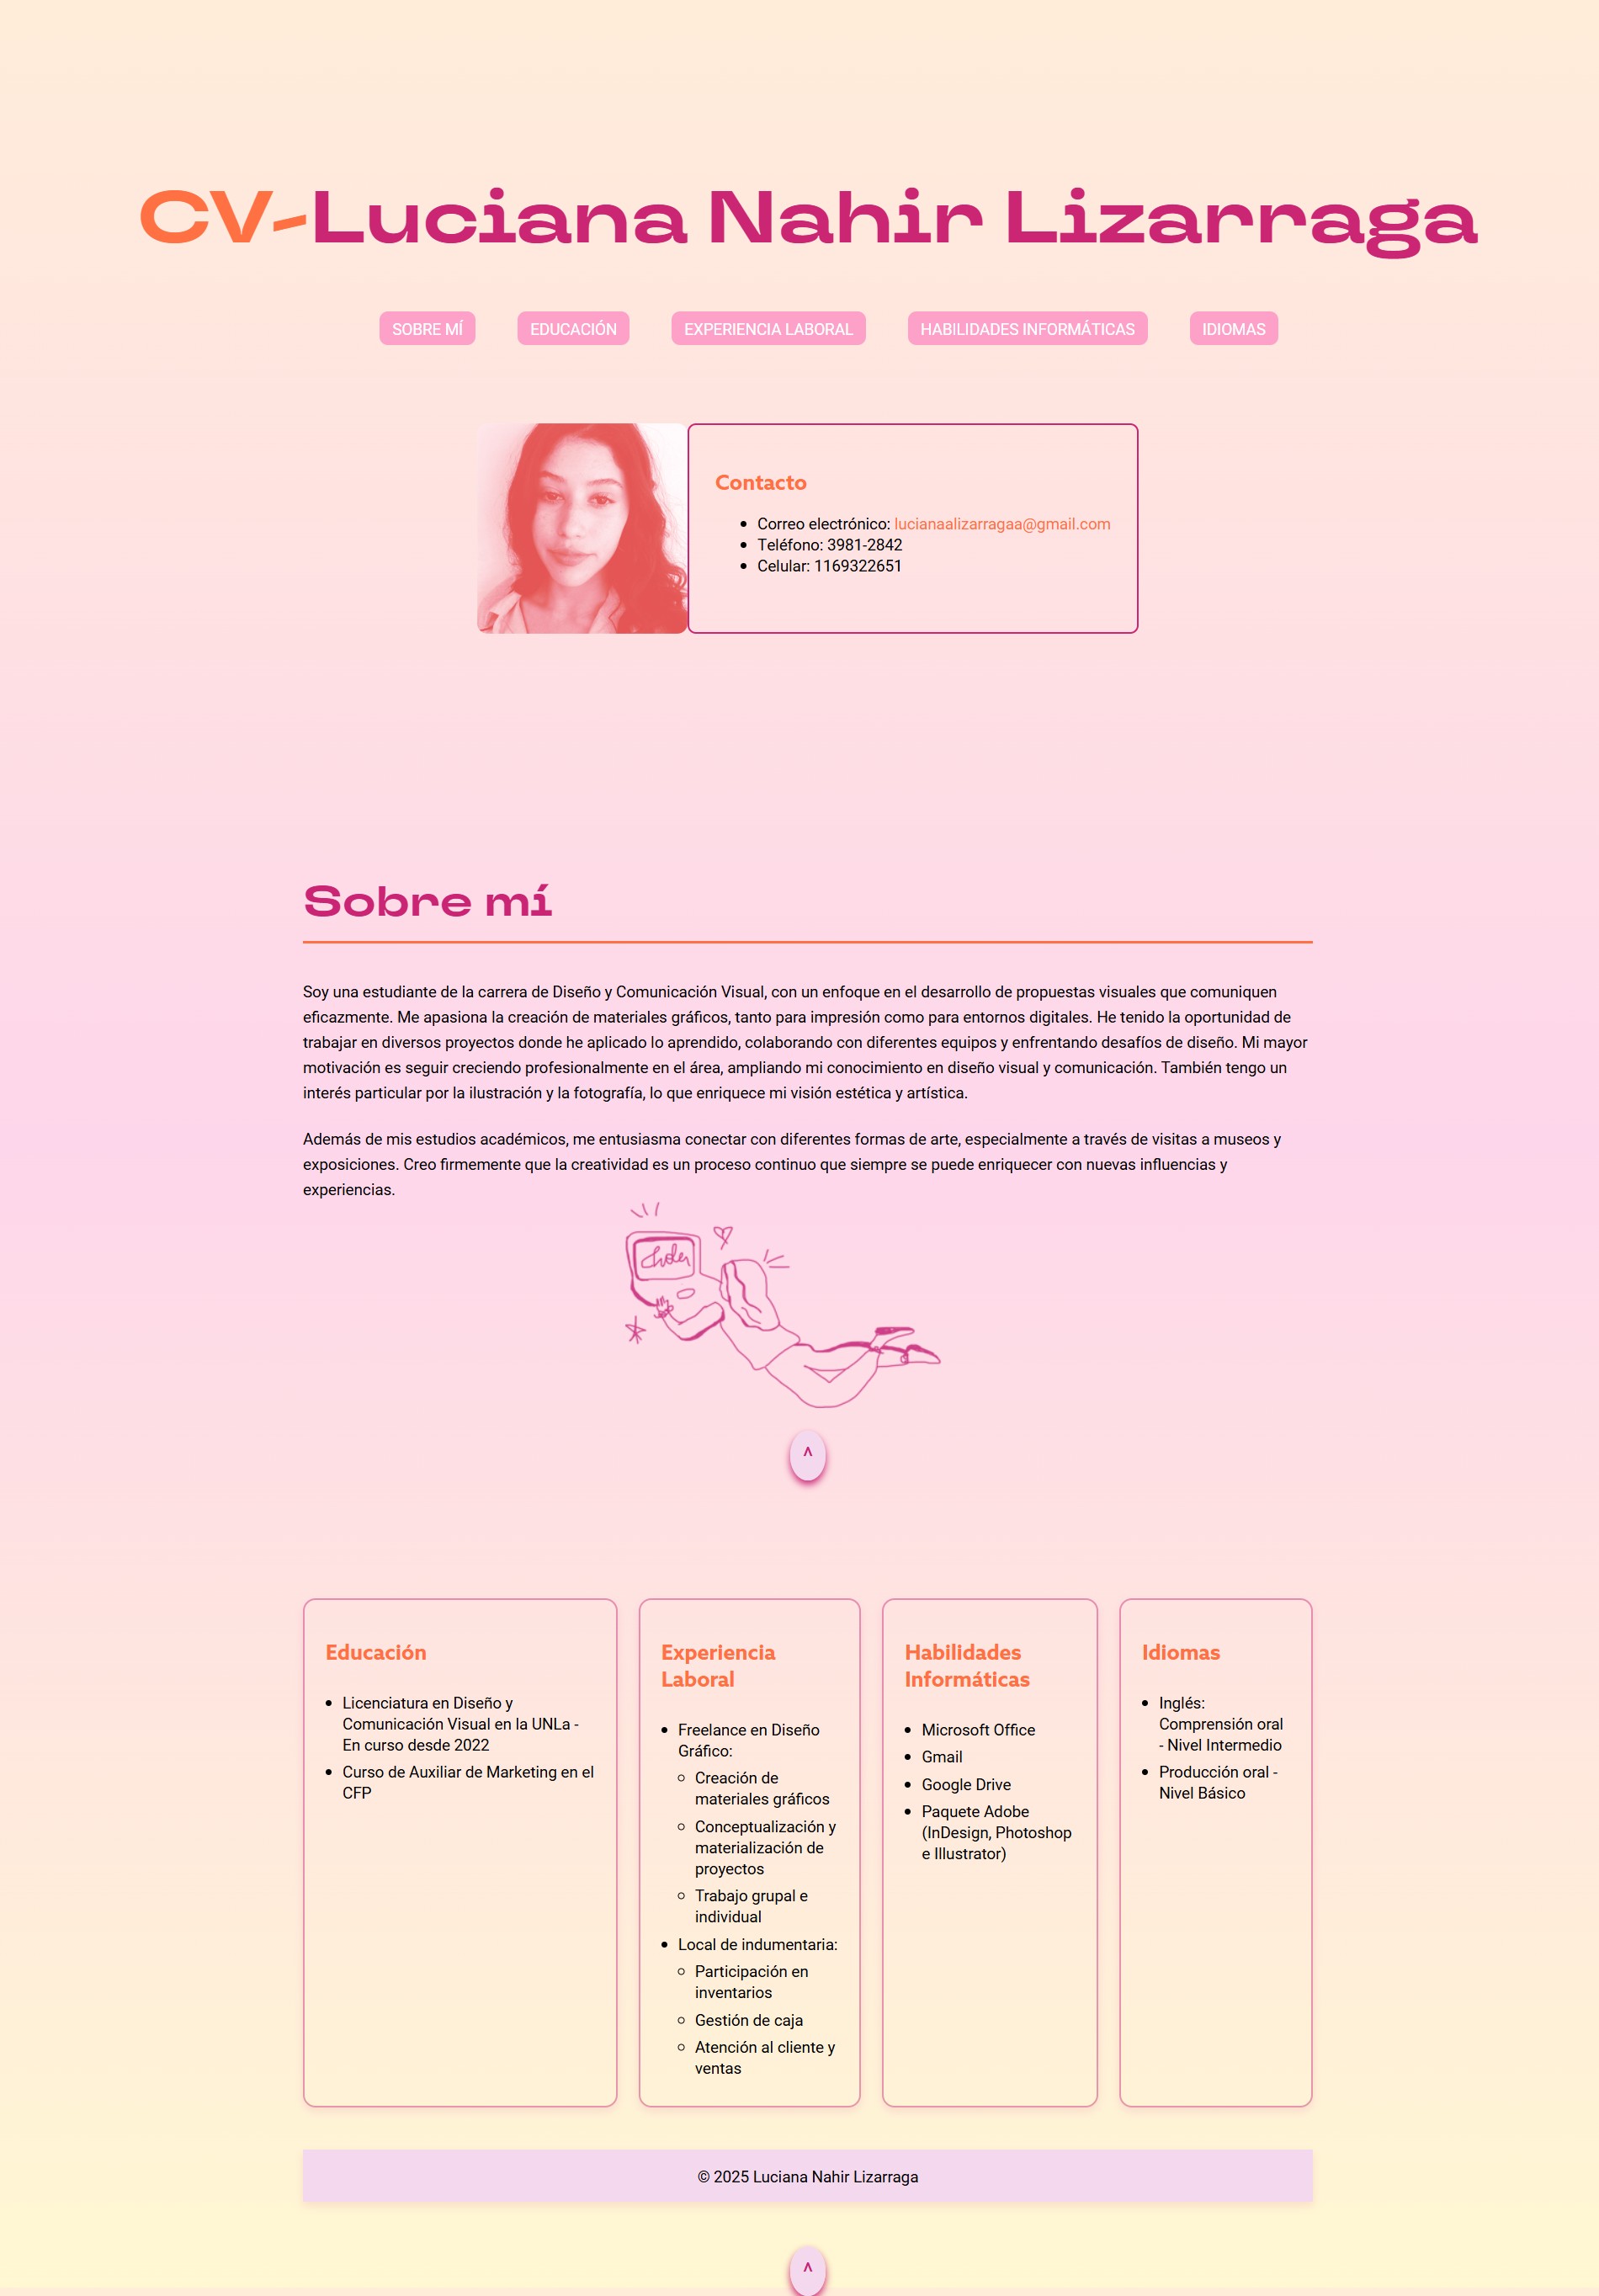 CV-Luciana Nahir Lizarraga
SOBRE MÍ
EDUCACIÓN
EXPERIENCIA LABORAL
HABILIDADES INFORMÁTICAS
IDIOMAS
Contacto
Correo electrónico: lucianaalizarragaa@gmail.com
Teléfono: 3981-2842
Celular: 1169322651
Sobre mí
Soy una estudiante de la carrera de Diseño y Comunicación Visual, con un enfoque en el desarrollo de propuestas visuales que comuniquen
eficazmente. Me apasiona la creación de materiales gráficos, tanto para impresión como para entornos digitales. He tenido la oportunidad de
trabajar en diversos proyectos donde he aplicado lo aprendido, colaborando con diferentes equipos y enfrentando desafíos de diseño. Mi mayor
motivación es seguir creciendo profesionalmente en el área, ampliando mi conocimiento en diseño visual y comunicación. También tengo un
interés particular por la ilustración y la fotografía, lo que enriquece mi visión estética y artística.
Además de mis estudios académicos, me entusiasma conectar con diferentes formas de arte, especialmente a través de visitas a museos y
exposiciones. Creo firmemente que la creatividad es un proceso continuo que siempre se puede enriquecer con nuevas influencias y
experiencias.
hola
^
Educación
Licenciatura en Diseño y
Comunicación Visual en la UNLa -
En curso desde 2022
Curso de Auxiliar de Marketing en el
CFP
Experiencia
Laboral
Freelance en Diseño
Gráfico:
Creación de
materiales gráficos
Conceptualización y
materialización de
proyectos
Trabajo grupal e
individual
Local de indumentaria:
Participación en
inventarios
Gestión de caja
Atención al cliente y
ventas
Habilidades
Informáticas
Microsoft Office
Gmail
Google Drive
Paquete Adobe
(InDesign, Photoshop
e Illustrator)
Idiomas
Inglés:
Comprensión oral
- Nivel Intermedio
Producción oral -
Nivel Básico
© 2025 Luciana Nahir Lizarraga
^